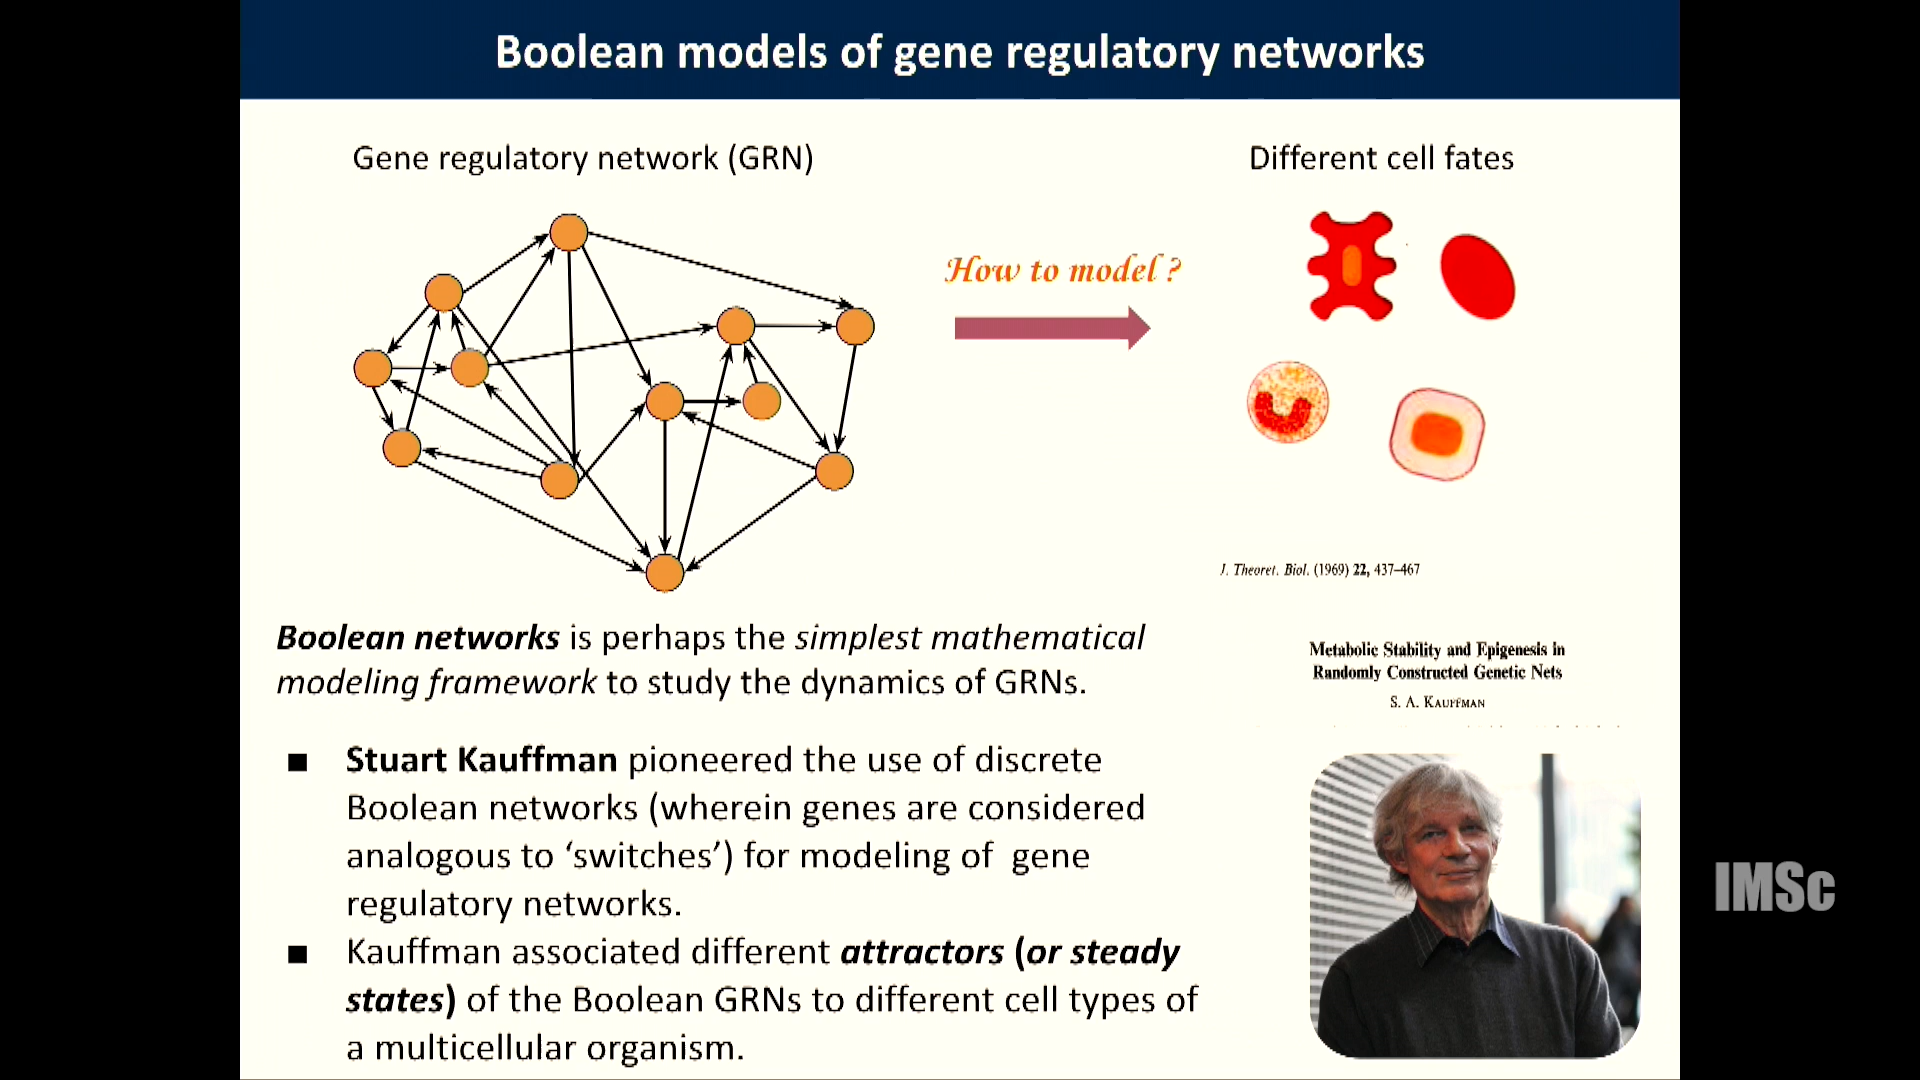 Boolean models of gene regulatory networks
Gene regulatory network (GRN)
Different cell fates
How to model ?
J. Theoret. Biol. (1969) 22, 437–467
Boolean networks is perhaps the simplest mathematical
modeling framework to study the dynamics of GRNs.
Metabolic Stability and Epigenesis in
Randomly Constructed Genetic Nets
S. A. KAUFFMAN
■ Stuart Kauffman pioneered the use of discrete
Boolean networks (wherein genes are considered
analogous to ‘switches’) for modeling of gene
regulatory networks.
■ Kauffman associated different attractors (or steady
states) of the Boolean GRNs to different cell types of
a multicellular organism.
IMSc